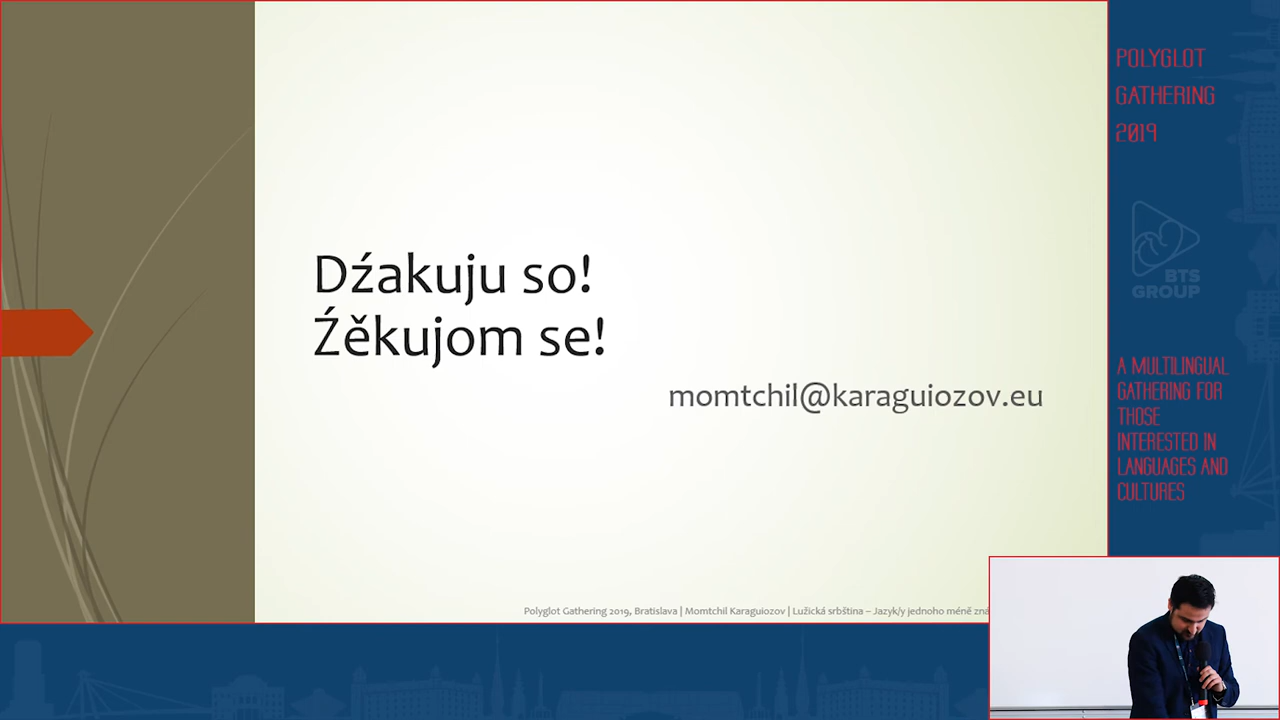 Dźakuju so!
Źěkujom se!
momtchil@karaguiozov.eu
Polyglot Gathering 2019, Bratislava | Momtchil Karaguiozov | Lužická srbština – Jazyk/y jednoho méně
POLYGLOT
GATHERING
2019
BTS
GROUP
A MULTILINGUAL
GATHERING FOR
THOSE
INTERESTED IN
LANGUAGES AND
CULTURES